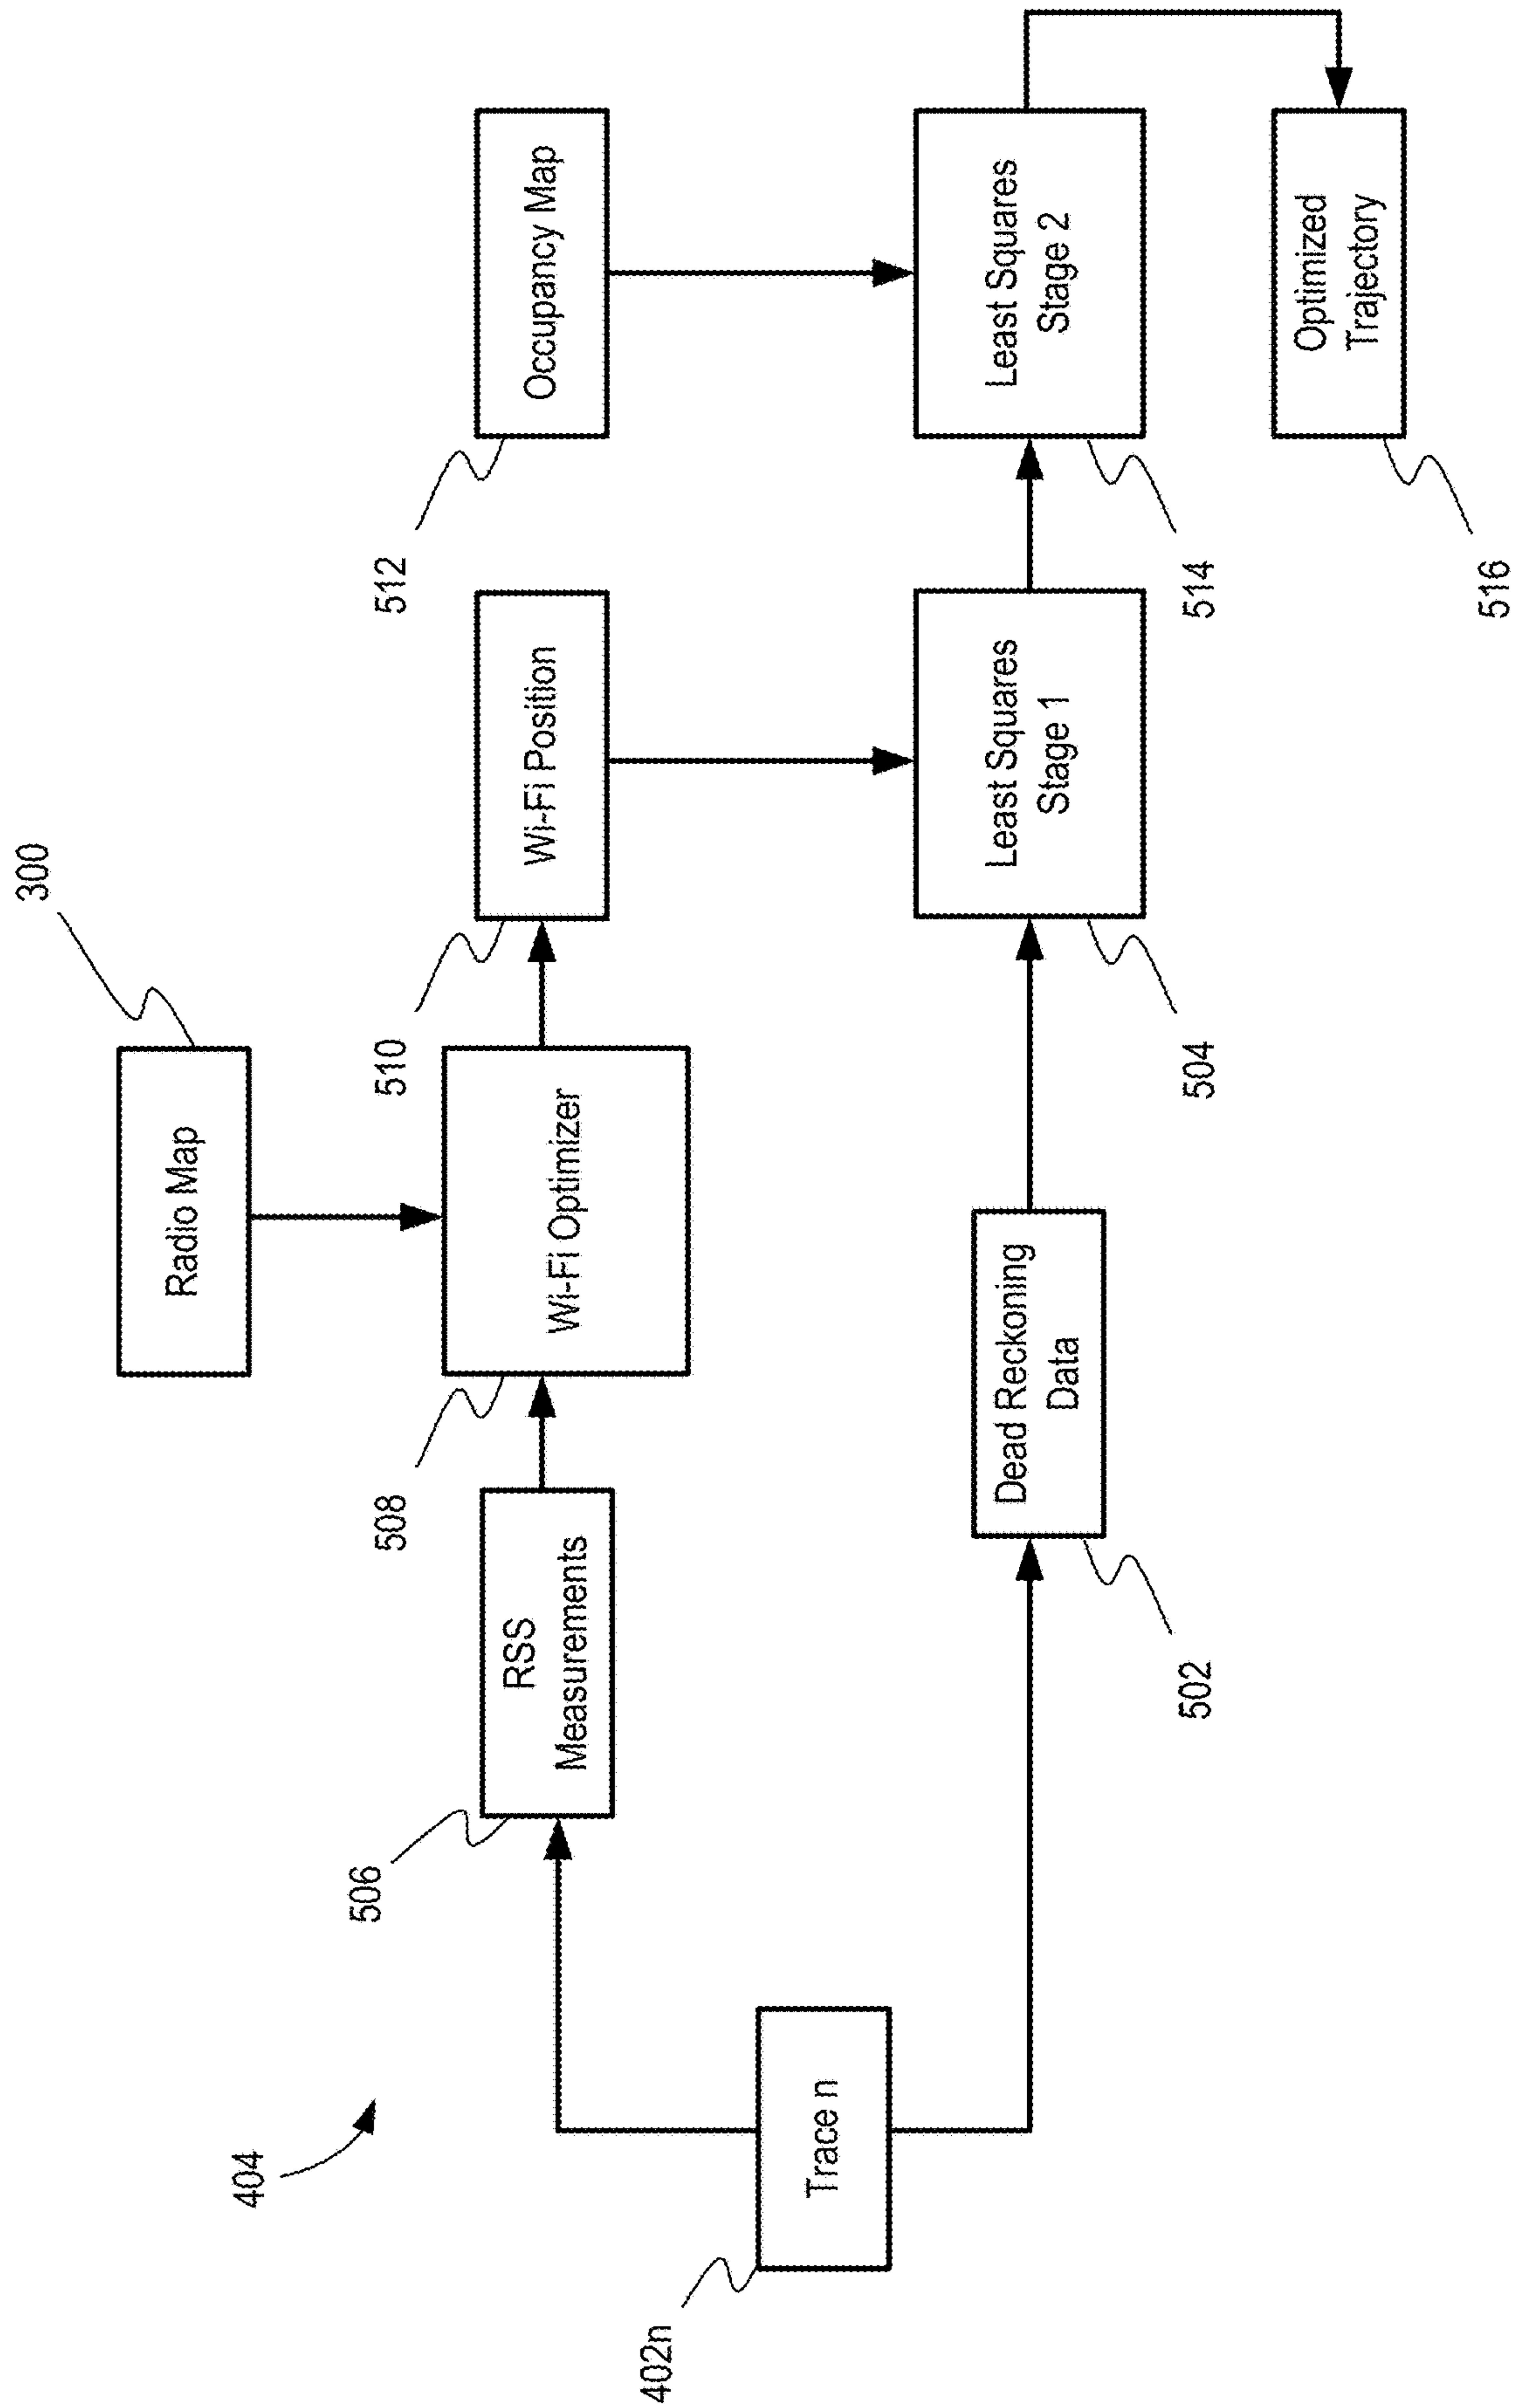 404
300
Radio Map
506
RSS
Measurements
508
Wi-Fi Optimizer
510
Wi-Fi Position
512
Occupancy Map
402n
Trace n
502
Dead Reckoning
Data
504
Least Squares
Stage 1
514
Least Squares
Stage 2
516
Optimized
Trajectory